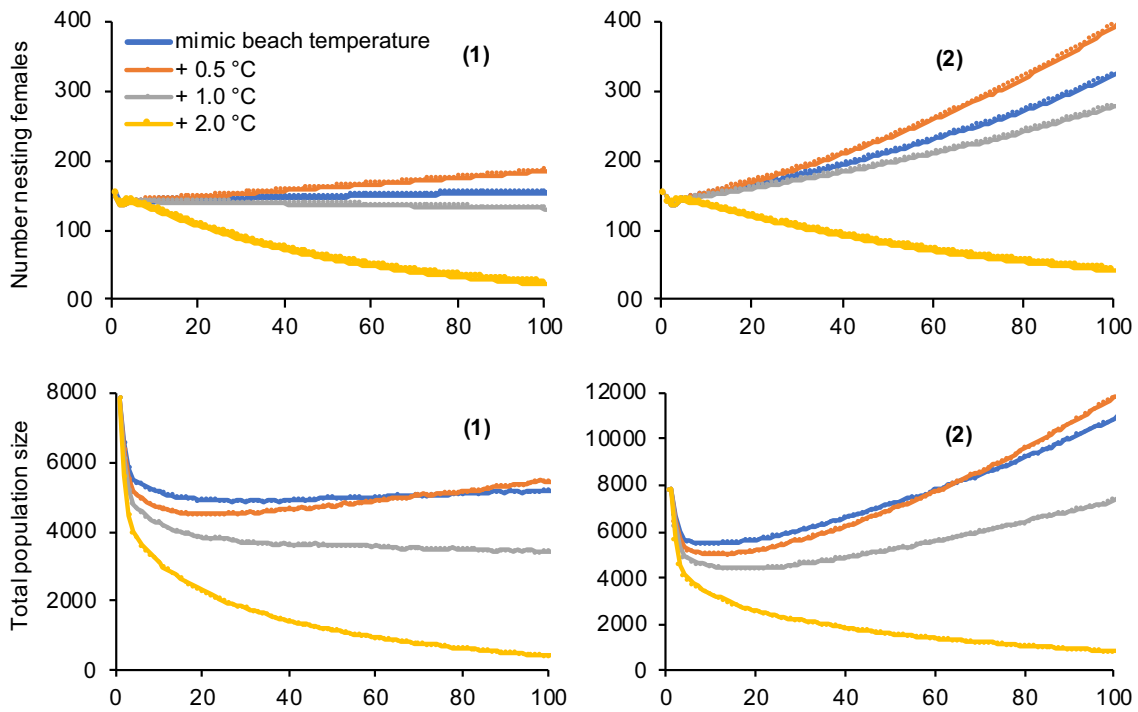 400
300
200
100
00
Number nesting females
mimic beach temperature
+ 0.5 °C
+ 1.0 °C
+ 2.0 °C
(1)
0 20 40 60 80 100
400
300
200
100
00
(2)
0 20 40 60 80 100
8000
6000
4000
2000
0
Total population size
(1)
0 20 40 60 80 100
12000
10000
8000
6000
4000
2000
0
(2)
0 20 40 60 80 100